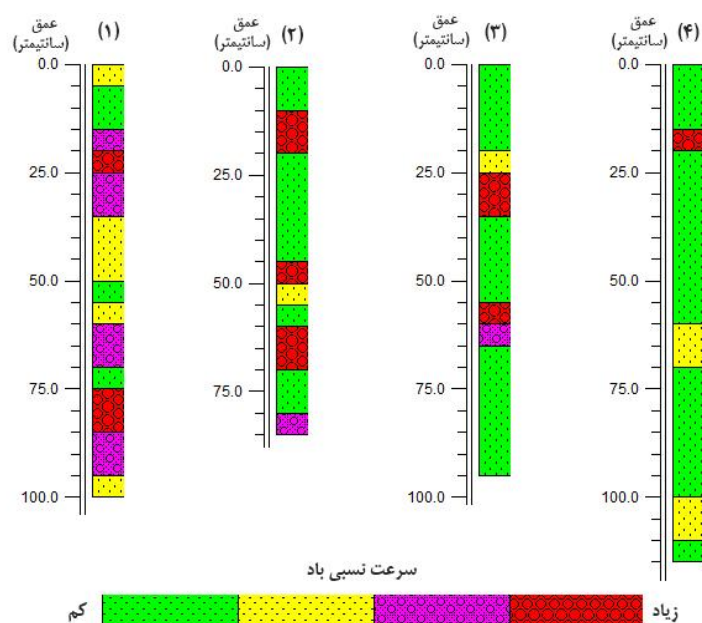 عمق (۱)
(سانتیمتر)
0.0
25.0
50.0
75.0
100.0
عمق (۲)
(سانتیمتر)
0.0
25.0
50.0
75.0
عمق (۳)
(سانتیمتر)
0.0
25.0
50.0
75.0
100.0
عمق (۴)
(سانتیمتر)
0.0
25.0
50.0
75.0
100.0
سرعت نسبی باد
کم زیاد